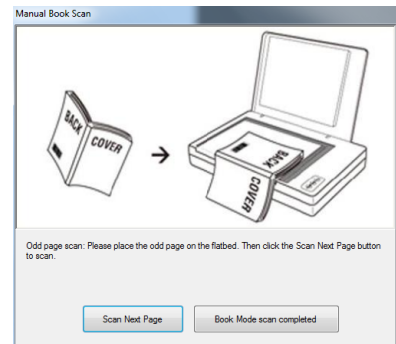 Manual Book Scan
BACK
COVER
BACK
COVER
Odd page scan: Please place the odd page on the flatbed. Then click the Scan Next Page button
to scan.
Scan Next Page
Book Mode scan completed